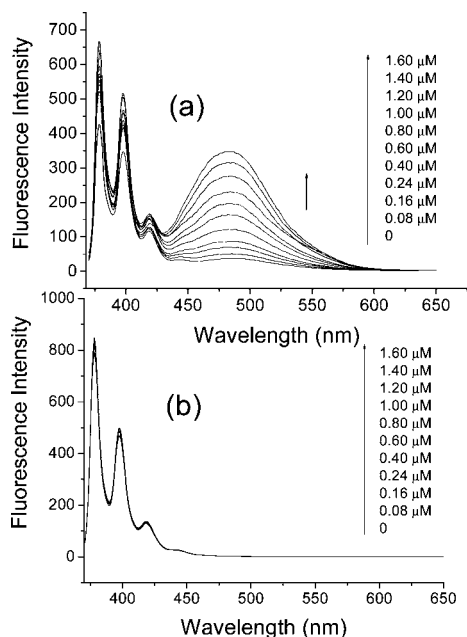 700
600
500
400
300
200
100
0
Fluorescence Intensity
(a)
1.60 μM
1.40 μM
1.20 μM
1.00 μM
0.80 μM
0.60 μM
0.40 μM
0.24 μM
0.16 μM
0.08 μM
0
400 450 500 550 600 650
Wavelength (nm)
1000
800
600
400
200
0
Fluorescence Intensity
(b)
1.60 μM
1.40 μM
1.20 μM
1.00 μM
0.80 μM
0.60 μM
0.40 μM
0.24 μM
0.16 μM
0.08 μM
0
400 450 500 550 600 650
Wavelength (nm)